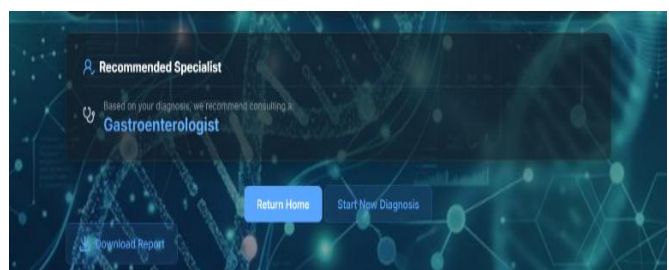 Recommended Specialist
Based on your diagnosis, we recommend consulting a:
Gastroenterologist
Return Home
Start New Diagnosis
Download Report